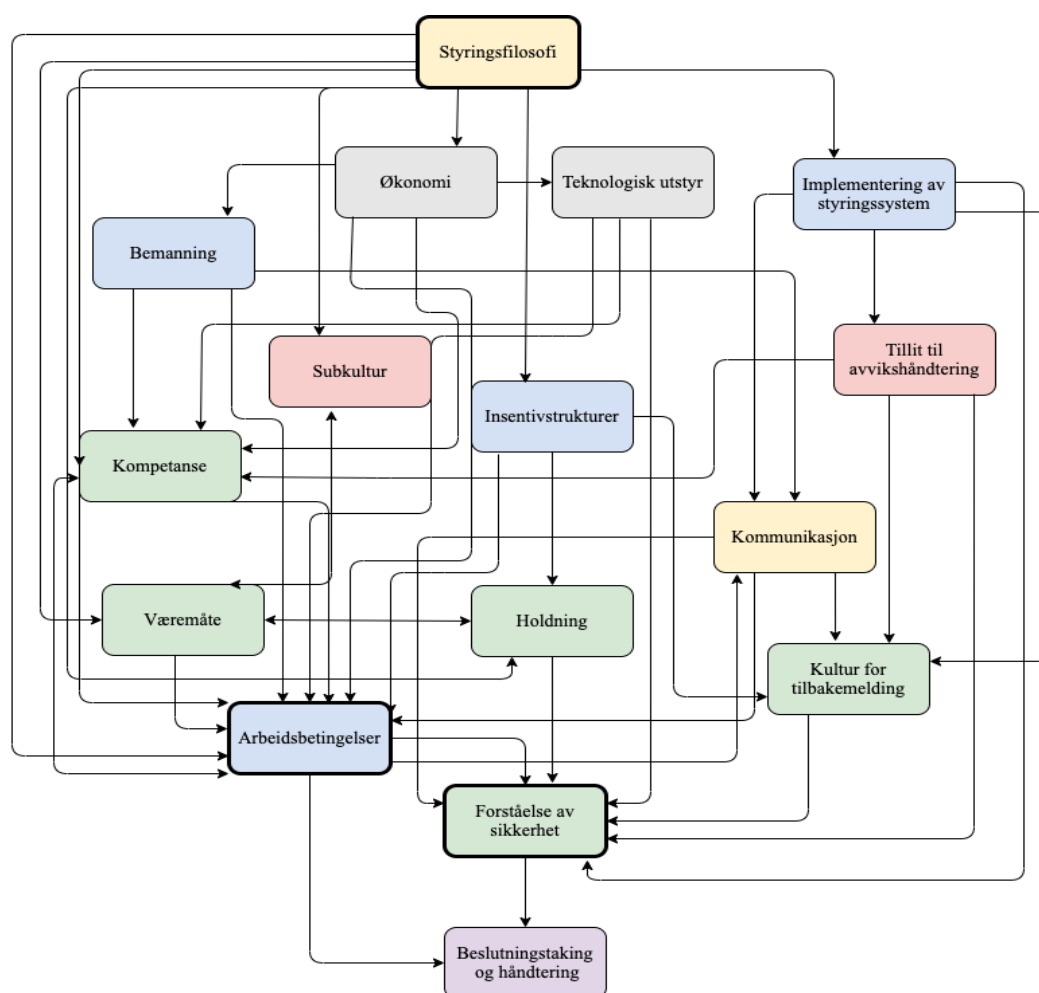 Styringsfilosofi
Økonomi
Teknologisk utstyr
Implementering av
styringssystem
Bemanning
Subkultur
Tillit til
avvikshåndtering
Insentivstrukturer
Kompetanse
Kommunikasjon
Væremåte
Holdning
Kultur for
tilbakemelding
Arbeidsbetingelser
Forståelse av
sikkerhet
Beslutningstaking
og håndtering